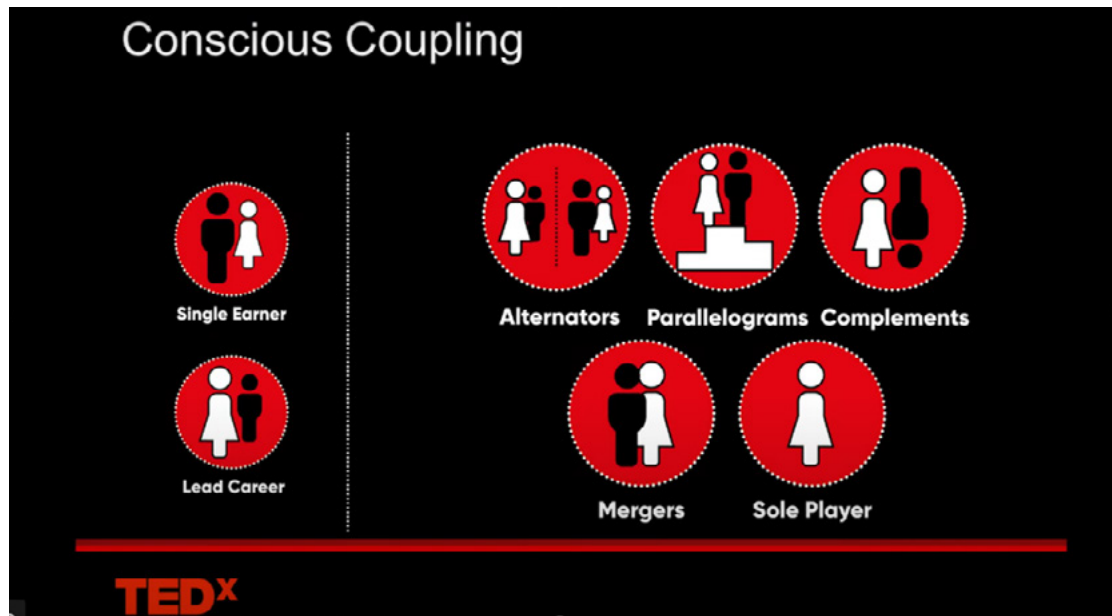 Conscious Coupling
Single Earner
Lead Career
Alternators Parallelograms Complements
Mergers Sole Player
TEDx